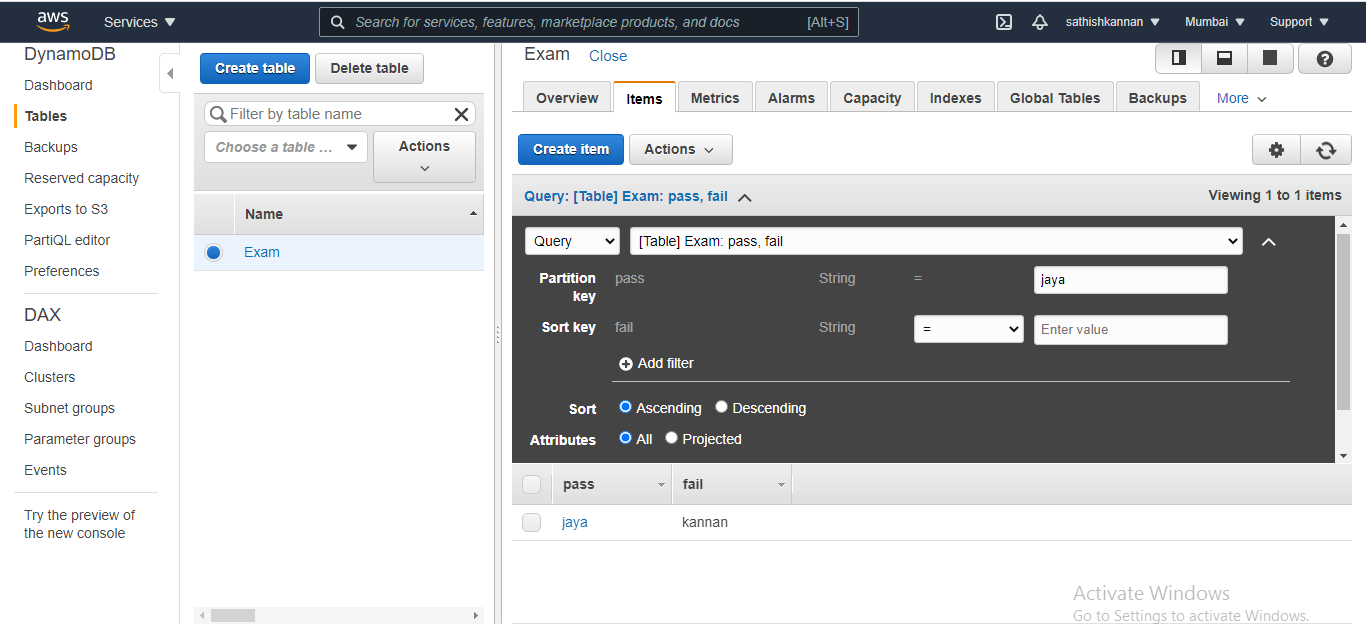 aws
Services
Search for services, features, marketplace products, and docs
[Alt+S]
sathishkannan
Mumbai
Support
DynamoDB
Dashboard
Tables
Backups
Reserved capacity
Exports to S3
PartiQL editor
Preferences
DAX
Dashboard
Clusters
Subnet groups
Parameter groups
Events
Try the preview of
the new console
Create table
Delete table
Filter by table name
Choose a table ...
Actions
Name
Exam
Exam
Close
Overview
Items
Metrics
Alarms
Capacity
Indexes
Global Tables
Backups
More
Create item
Actions
Query: [Table] Exam: pass, fail
Viewing 1 to 1 items
Query
[Table] Exam: pass, fail
Partition
key
pass
String
=
jaya
Sort key
fail
String
=
Enter value
Add filter
Sort
Ascending
Descending
Attributes
All
Projected
pass
fail
jaya
kannan
Activate Windows
Go to Settings to activate Windows.